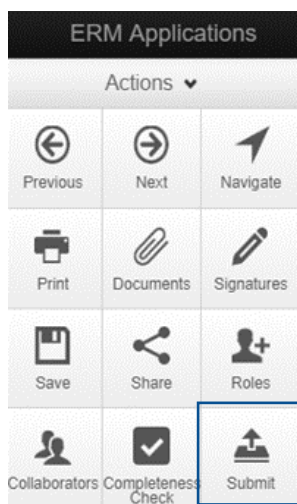 ERM Applications
Actions
Previous Next Navigate
Print Documents Signatures
Save Share Roles
Collaborators Completeness Submit
Check